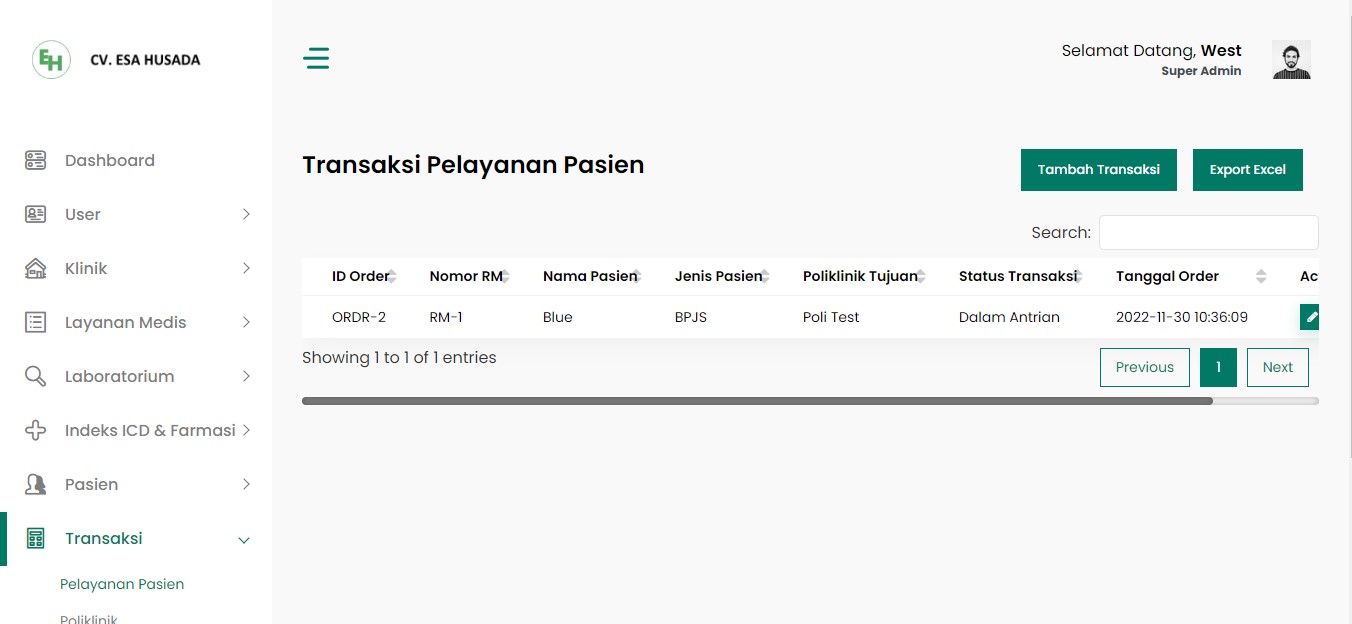 EH CV. ESA HUSADA
Selamat Datang, West
Super Admin
Dashboard
User
Klinik
Layanan Medis
Laboratorium
Indeks ICD & Farmasi
Pasien
Transaksi
Pelayanan Pasien
Poliklinik
Transaksi Pelayanan Pasien
Tambah Transaksi Export Excel
Search:
ID Order Nomor RM Nama Pasien Jenis Pasien Poliklinik Tujuan Status Transaksi Tanggal Order Ac
ORDR-2 RM-1 Blue BPJS Poli Test Dalam Antrian 2022-11-30 10:36:09
Showing 1 to 1 of 1 entries
Previous 1 Next